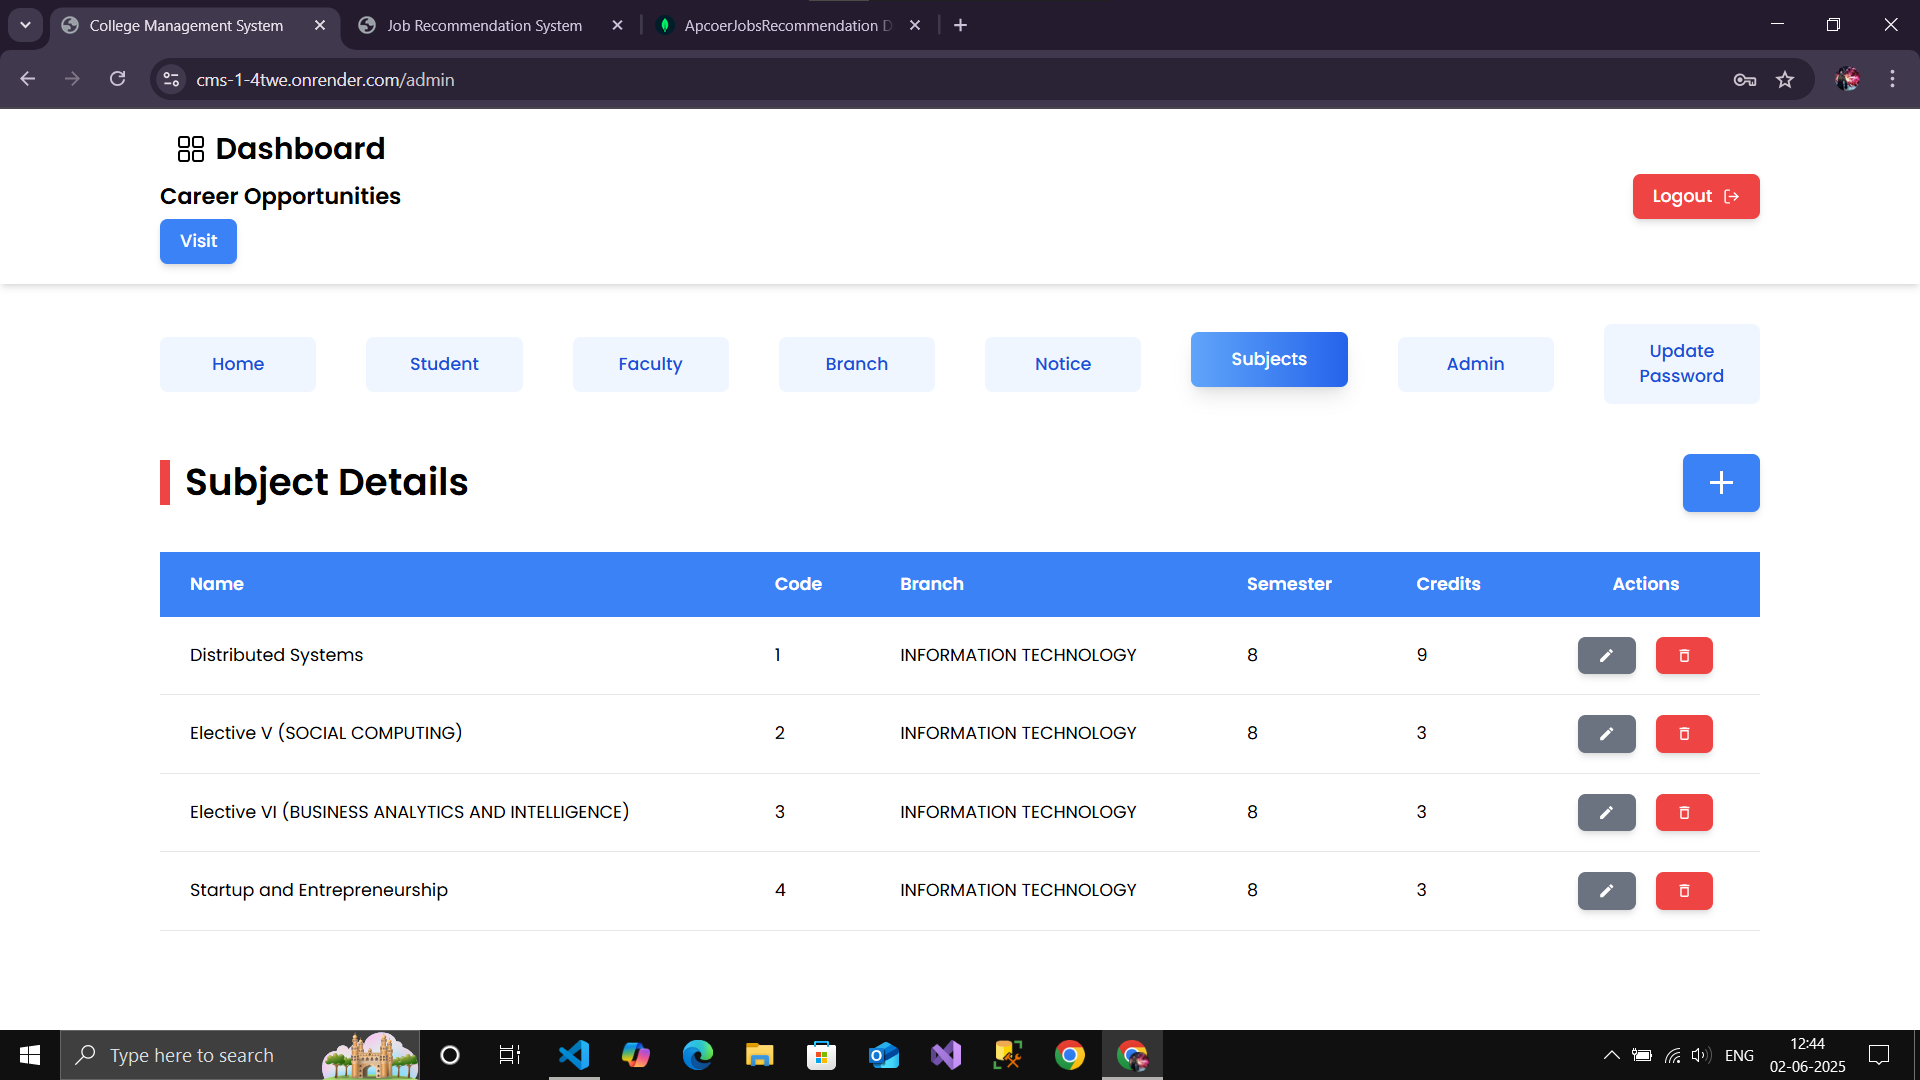 College Management System
Job Recommendation System
ApcoerJobsRecommendation
cms-1-4twe.onrender.com/admin
Dashboard
Career Opportunities
Visit
Logout
Home
Student
Faculty
Branch
Notice
Subjects
Admin
Update
Password
Subject Details
Name Code Branch Semester Credits Actions
Distributed Systems 1 INFORMATION TECHNOLOGY 8 9
Elective V (SOCIAL COMPUTING) 2 INFORMATION TECHNOLOGY 8 3
Elective VI (BUSINESS ANALYTICS AND INTELLIGENCE) 3 INFORMATION TECHNOLOGY 8 3
Startup and Entrepreneurship 4 INFORMATION TECHNOLOGY 8 3
Type here to search
ENG
12:44
02-06-2025